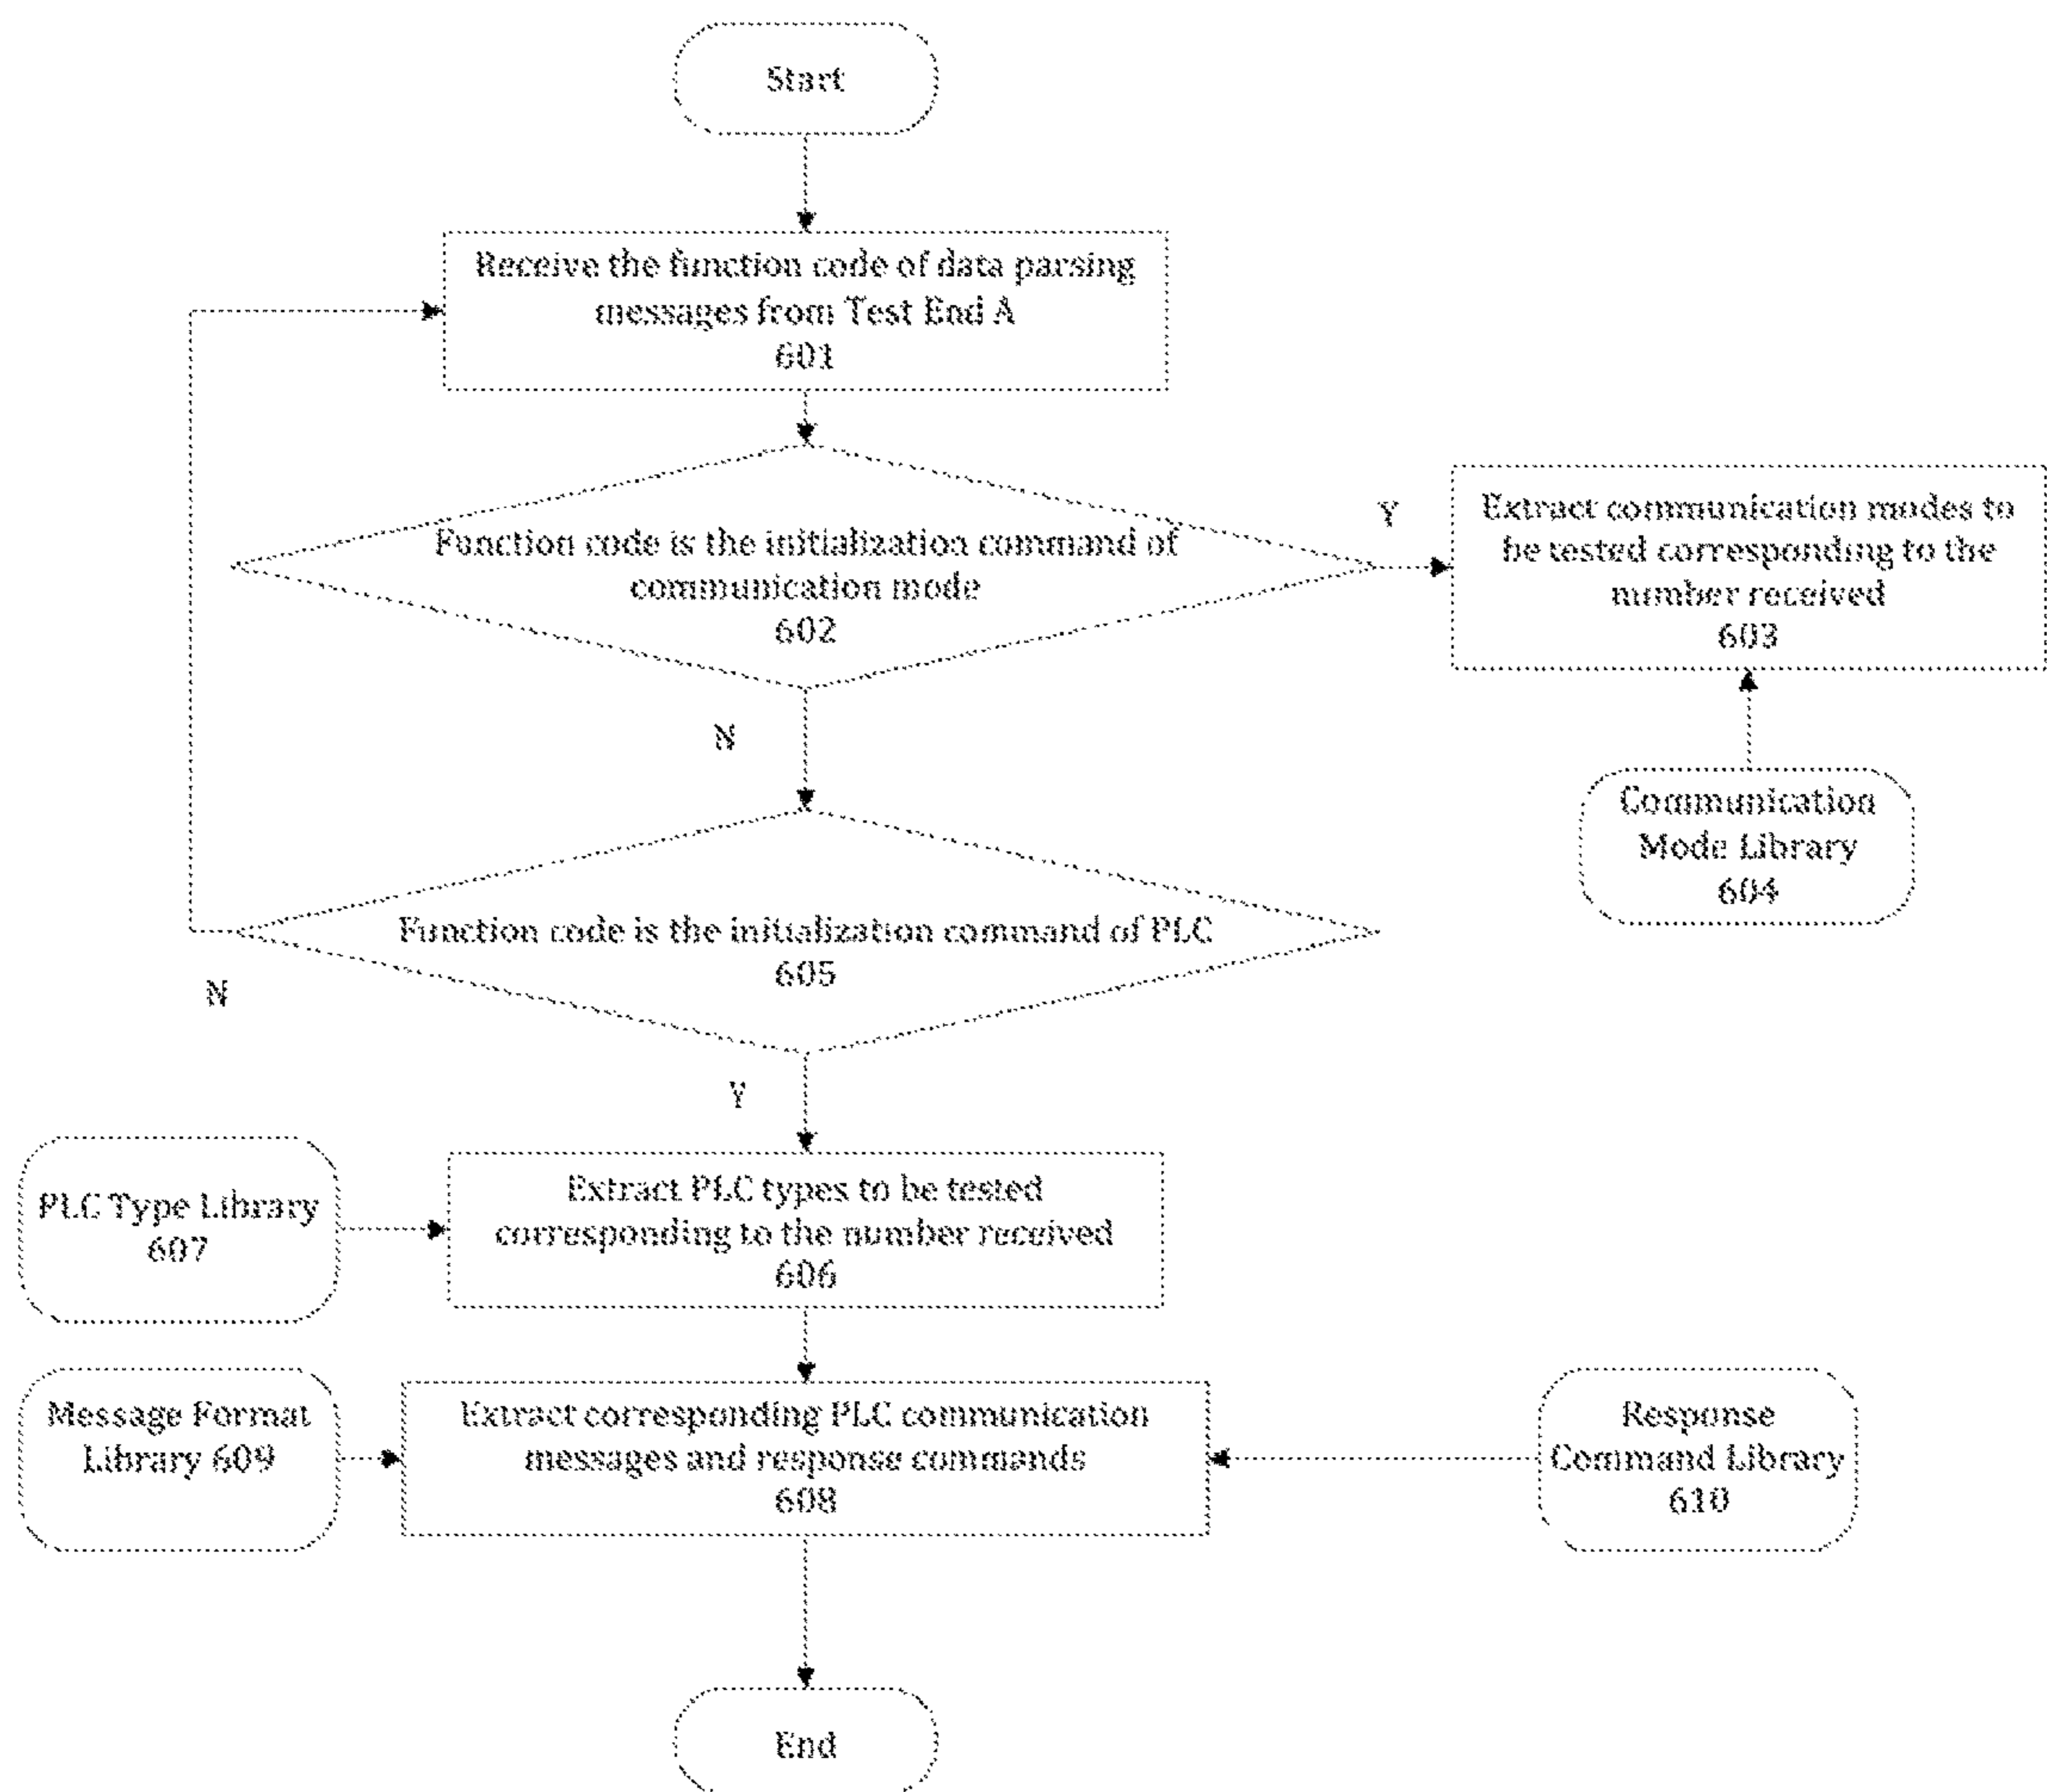 Start
Receive the function code of data parsing
messages from Test End A
601
Function code is the initialization command of
communication mode
602
Y
Extract communication modes to
be tested corresponding to the
number received
603
N
Communication
Mode Library
604
Function code is the initialization command of PLC
605
N
Y
PLC Type Library
607
Extract PLC types to be tested
corresponding to the number received
606
Message Format
Library 609
Extract corresponding PLC communication
messages and response commands
608
Response
Command Library
610
End